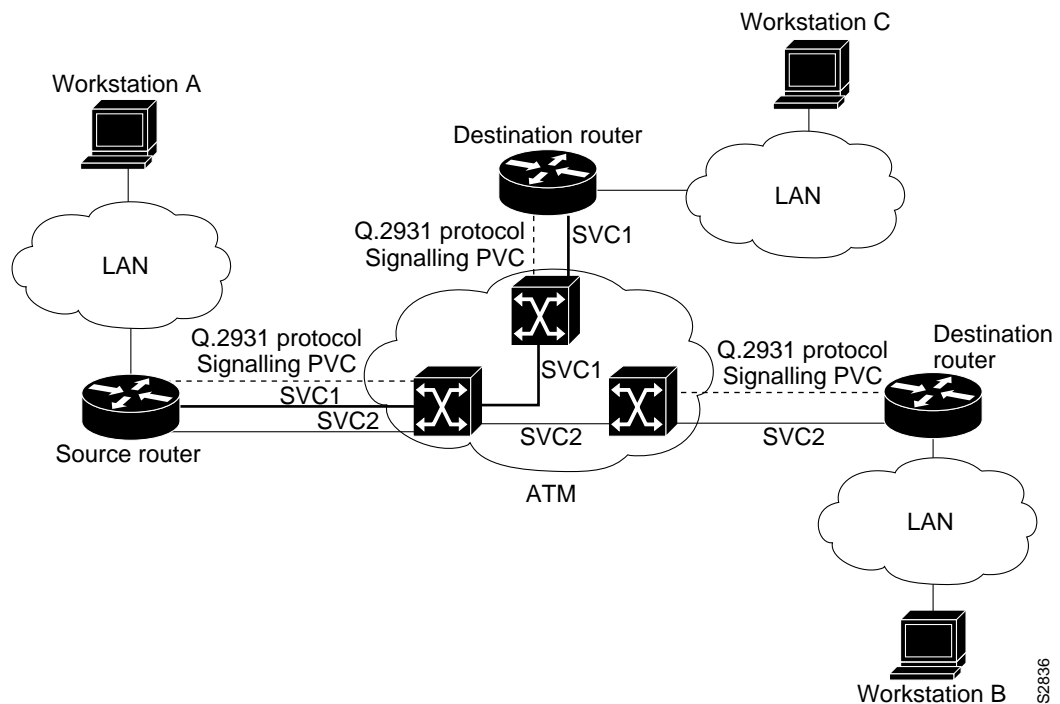 Workstation C
Workstation A
Destination router
LAN
Q.2931 protocol
Signalling PVC
SVC1
LAN
Q.2931 protocol
Signalling PVC
SVC1
Q.2931 protocol
Signalling PVC
Destination
router
SVC1
SVC2
SVC2
SVC2
Source router
ATM
LAN
Workstation B
S2836